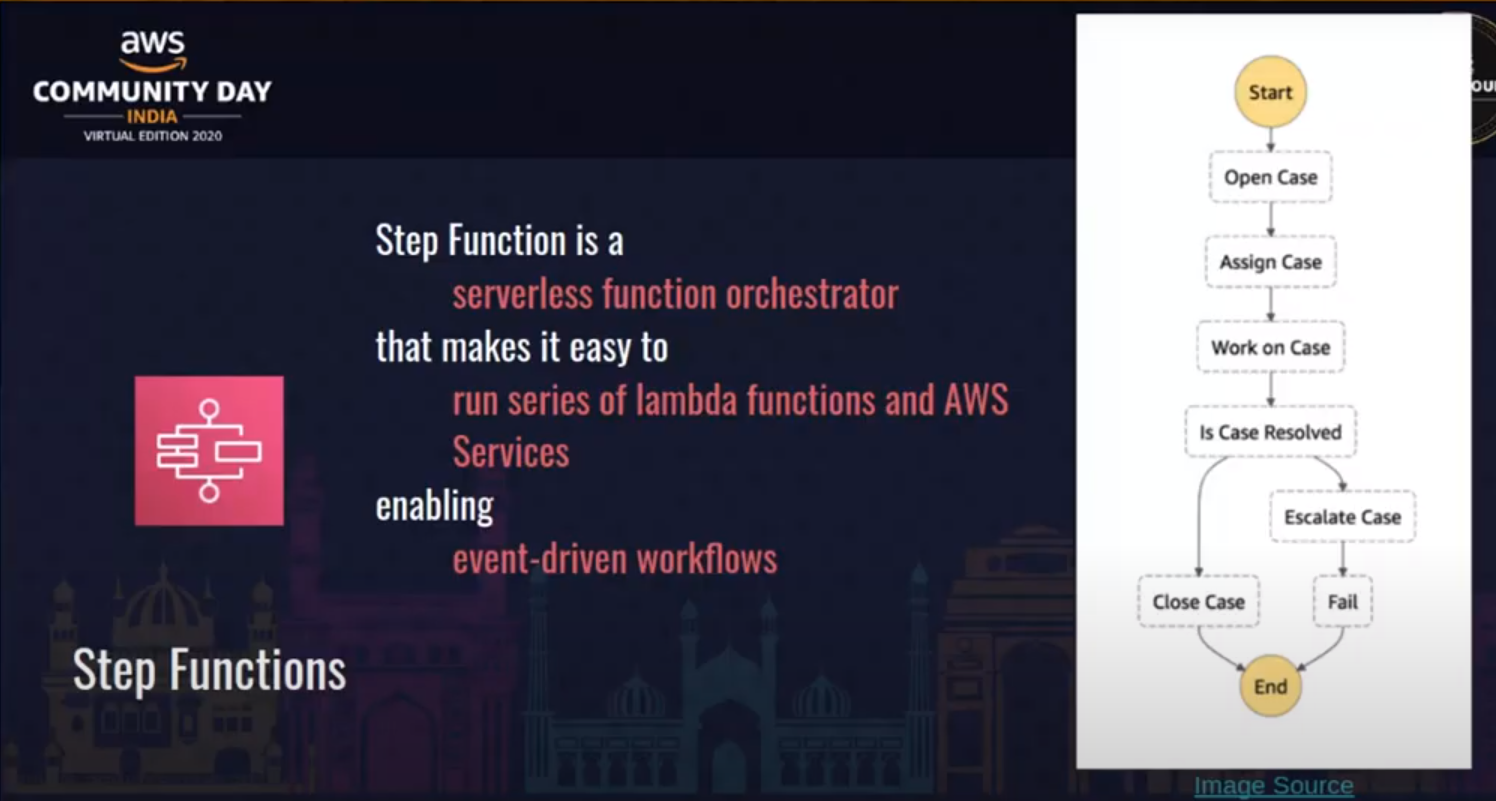 aws
COMMUNITY DAY
INDIA
VIRTUAL EDITION 2020
Step Function is a
serverless function orchestrator
that makes it easy to
run series of lambda functions and AWS
Services
enabling
event-driven workflows
Step Functions
Start
Open Case
Assign Case
Work on Case
Is Case Resolved
Escalate Case
Close Case
Fail
End
Image Source